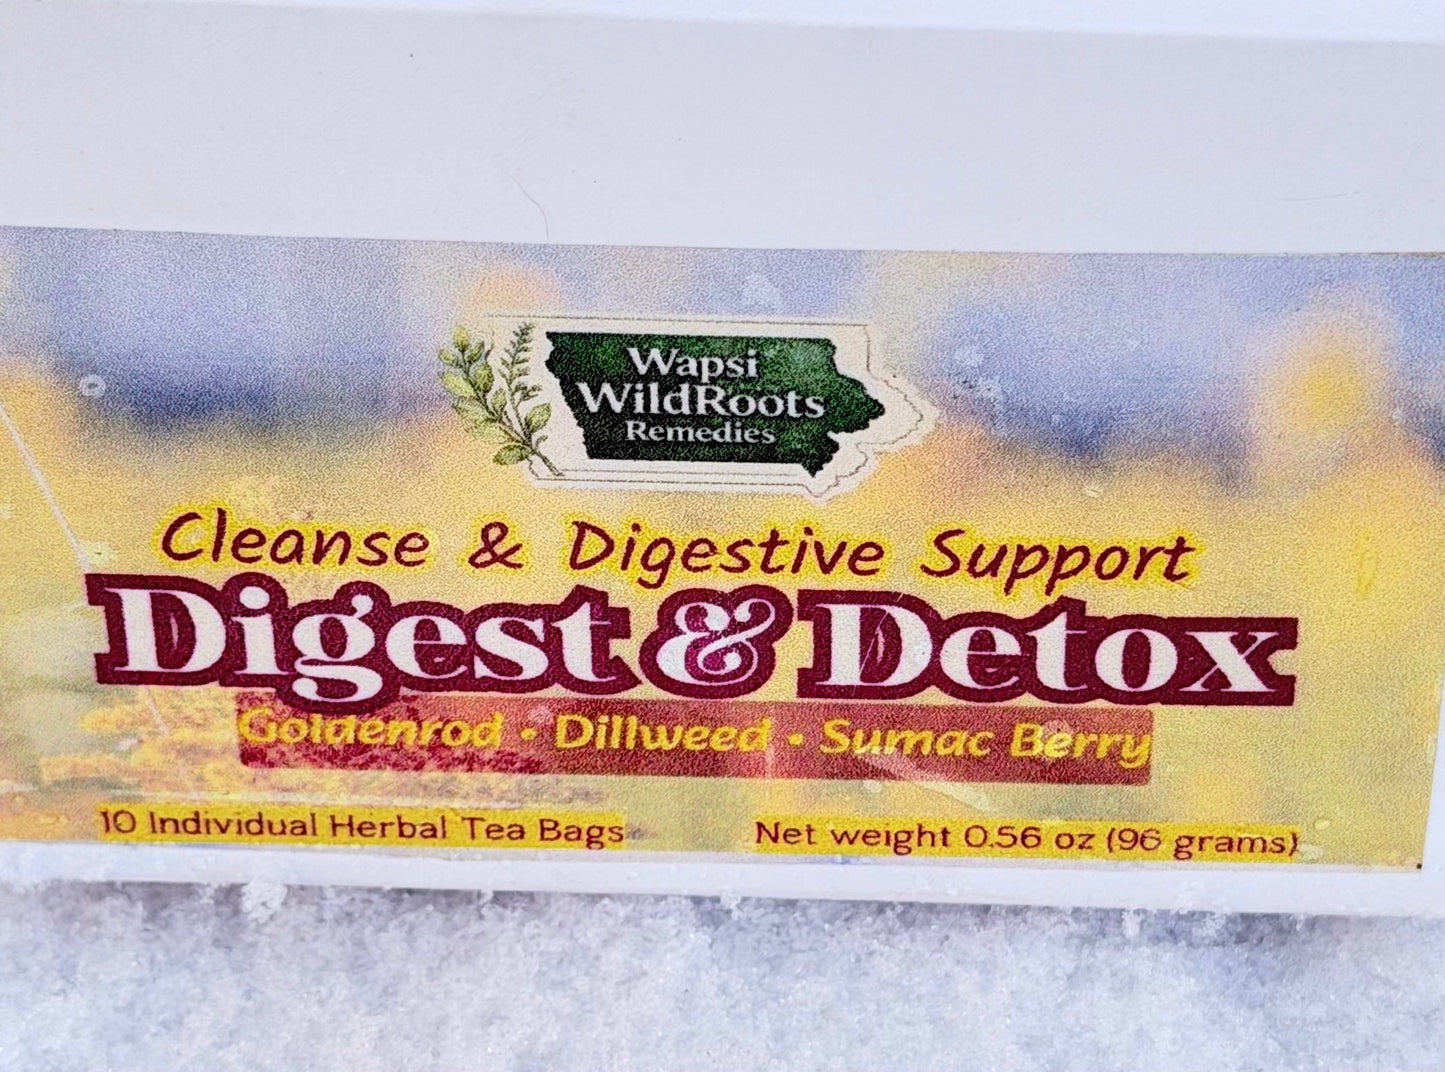 Wapsi
WildRoots
Remedies
Cleanse & Digestive Support
Digest & Detox
Goldenrod • Dillweed • Sumac Berry
10 Individual Herbal Tea Bags
Net weight 0.56 oz (96 grams)